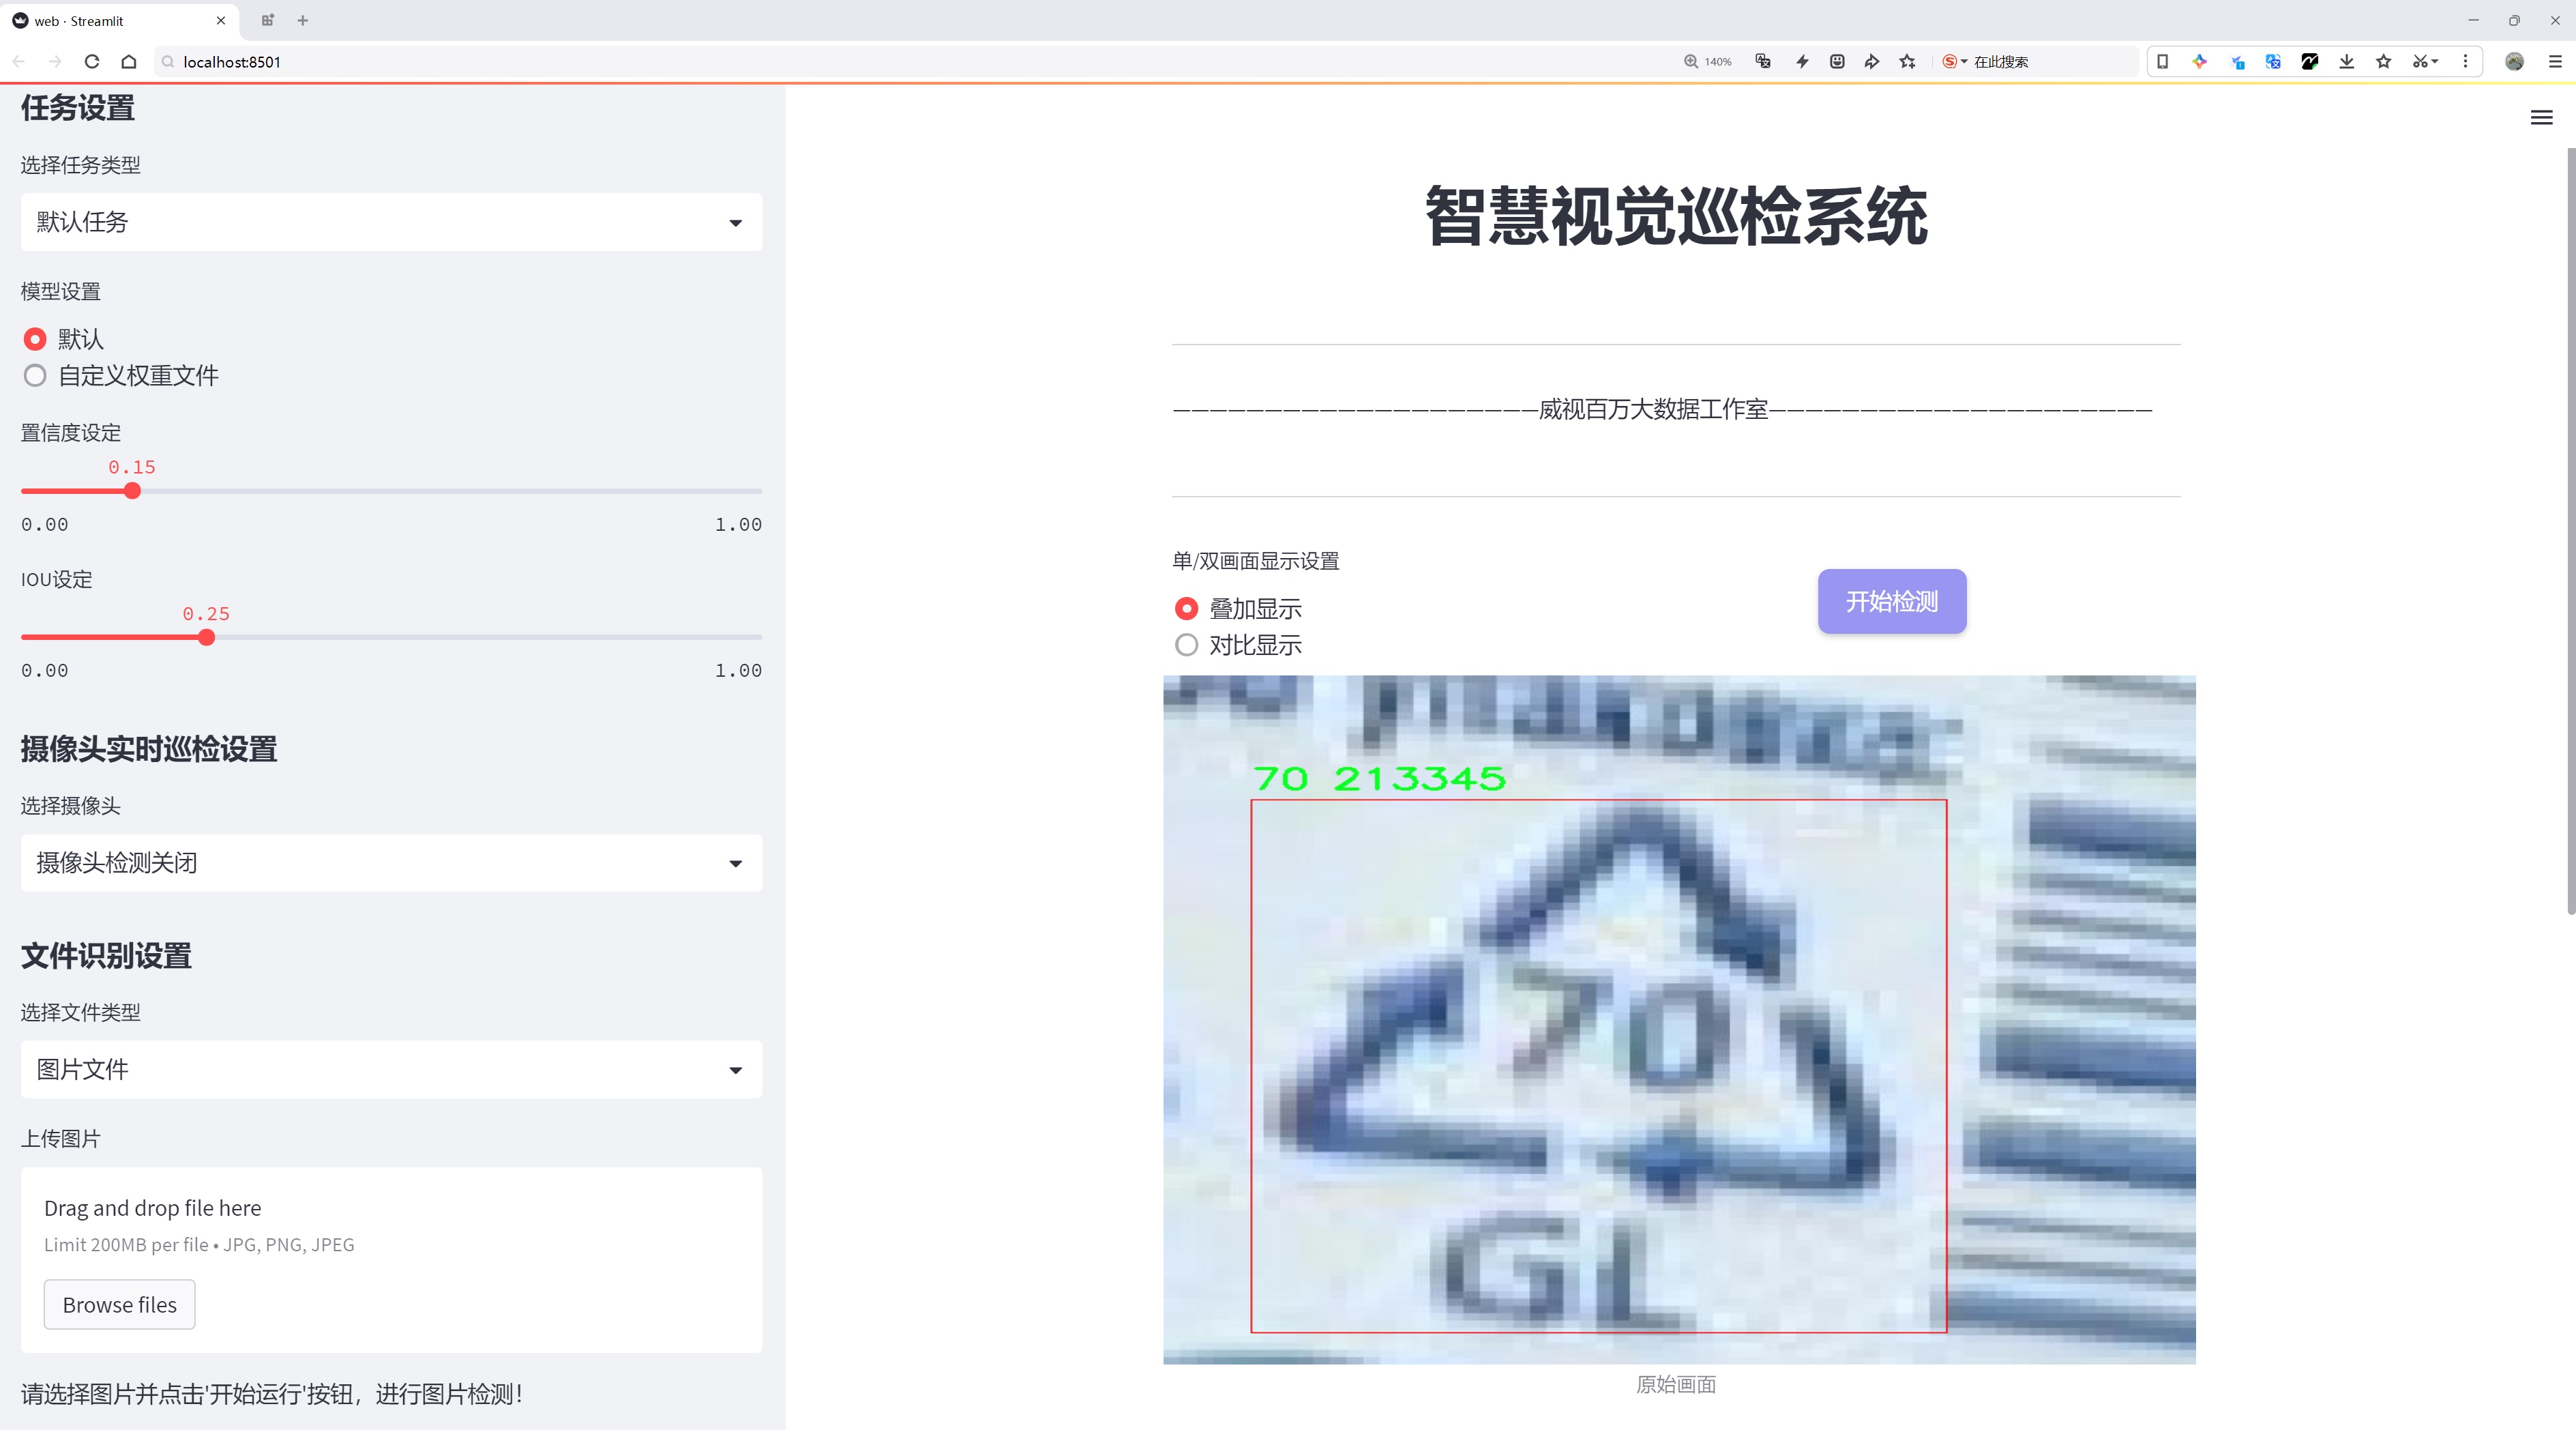 web · Streamlit
localhost:8501
140%
在此搜索
任务设置
选择任务类型
默认任务
模型设置
默认
自定义权重文件
置信度设定
0.15
0.00 1.00
IOU设定
0.25
0.00 1.00
摄像头实时巡检设置
选择摄像头
摄像头检测关闭
文件识别设置
选择文件类型
图片文件
上传图片
Drag and drop file here
Limit 200MB per file • JPG, PNG, JPEG
Browse files
请选择图片并点击'开始运行'按钮，进行图片检测！
智慧视觉巡检系统
————————————————————威视百万大数据工作室—————————————————————
单/双画面显示设置
叠加显示
对比显示
开始检测
70 213345
70
GL
原始画面